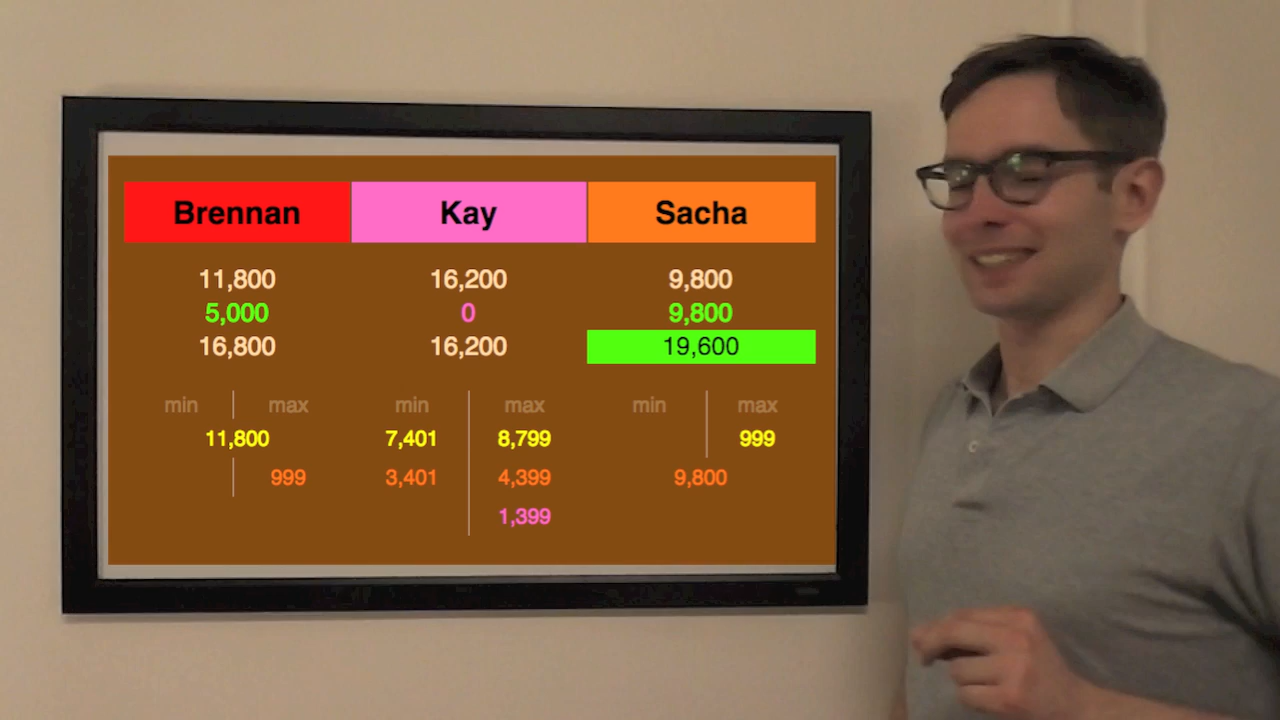 Brennan Kay Sacha
11,800 16,200 9,800
5,000 0 9,800
16,800 16,200 19,600
min max min max min max
11,800 7,401 8,799 999
999 3,401 4,399 9,800
1,399